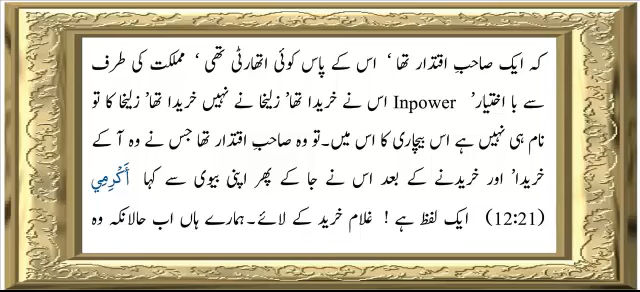 کہ ایک صاحبِ اقتدار تھا ‘ اس کے پاس کوئی اتھارٹی تھی ‘ مملکت کی طرف
سے با اختیار’ Inpower اس نے خریدا تھا’ زلیخا نے نہیں خریدا تھا’ زلیخا کا تو
نام ہی نہیں ہے اس بیچاری کا اس میں۔تو وہ صاحبِ اقتدار تھا جس نے وہ آ کے
خریدا’ اور خریدنے کے بعد اس نے جا کے پھر اپنی بیوی سے کہا أَكْرِمِي
(12:21) ایک لفظ ہے ! غلام خرید کے لائے۔ہمارے ہاں اب حالانکہ وہ